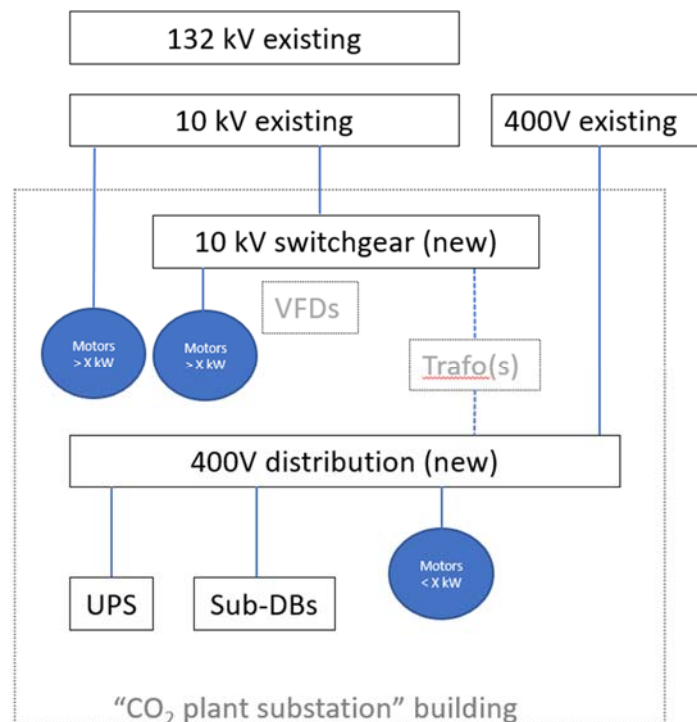 132 kV existing
10 kV existing
400V existing
10 kV switchgear (new)
VFDs
Motors
> X kW
Motors
> X kW
Trafo(s)
400V distribution (new)
Motors
< X kW
UPS
Sub-DBs
“CO₂ plant substation” building